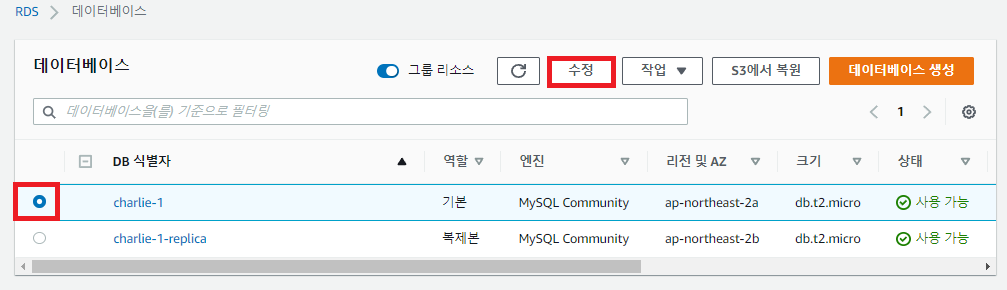 RDS > 데이터베이스
데이터베이스 그룹 리소스 수정 작업 S3에서 복원 데이터베이스 생성
데이터베이스을(를) 기준으로 필터링 1
DB 식별자 역할 엔진 리전 및 AZ 크기 상태
charlie-1 기본 MySQL Community ap-northeast-2a db.t2.micro 사용 가능
charlie-1-replica 복제본 MySQL Community ap-northeast-2b db.t2.micro 사용 가능